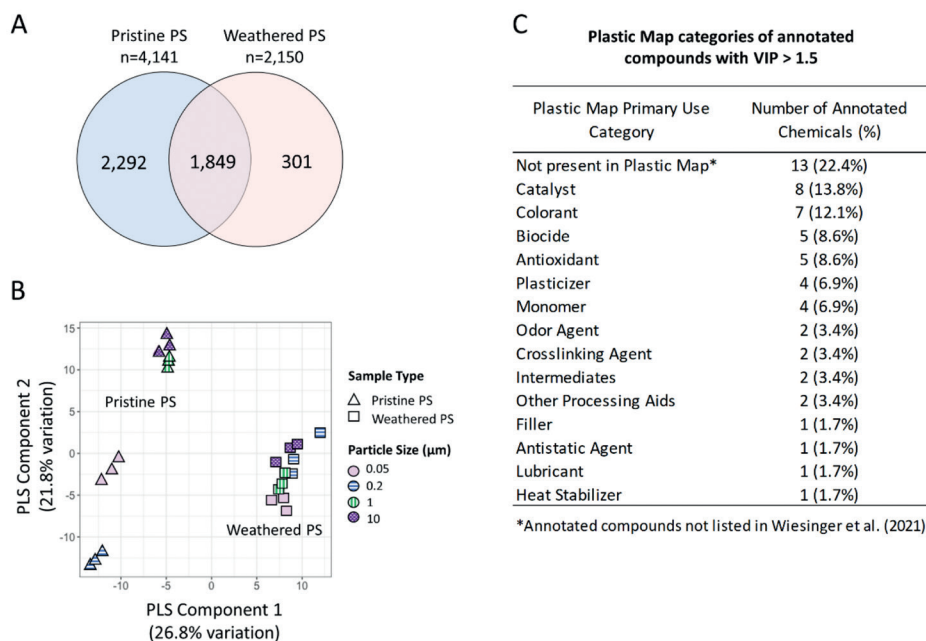 A
Pristine PS
n=4,141
Weathered PS
n=2,150
2,292
1,849
301
B
PLS Component 2
(21.8% variation)
15
10
5
0
-5
-10
Pristine PS
Weathered PS
-10 -5 0 5 10
PLS Component 1
(26.8% variation)
Sample Type
Pristine PS
Weathered PS
Particle Size (μm)
0.05
0.2
1
10
C
Plastic Map categories of annotated
compounds with VIP > 1.5
Plastic Map Primary Use
Category
Number of Annotated
Chemicals (%)
Not present in Plastic Map* 13 (22.4%)
Catalyst 8 (13.8%)
Colorant 7 (12.1%)
Biocide 5 (8.6%)
Antioxidant 5 (8.6%)
Plasticizer 4 (6.9%)
Monomer 4 (6.9%)
Odor Agent 2 (3.4%)
Crosslinking Agent 2 (3.4%)
Intermediates 2 (3.4%)
Other Processing Aids 2 (3.4%)
Filler 1 (1.7%)
Antistatic Agent 1 (1.7%)
Lubricant 1 (1.7%)
Heat Stabilizer 1 (1.7%)
*Annotated compounds not listed in Wiesinger et al. (2021)